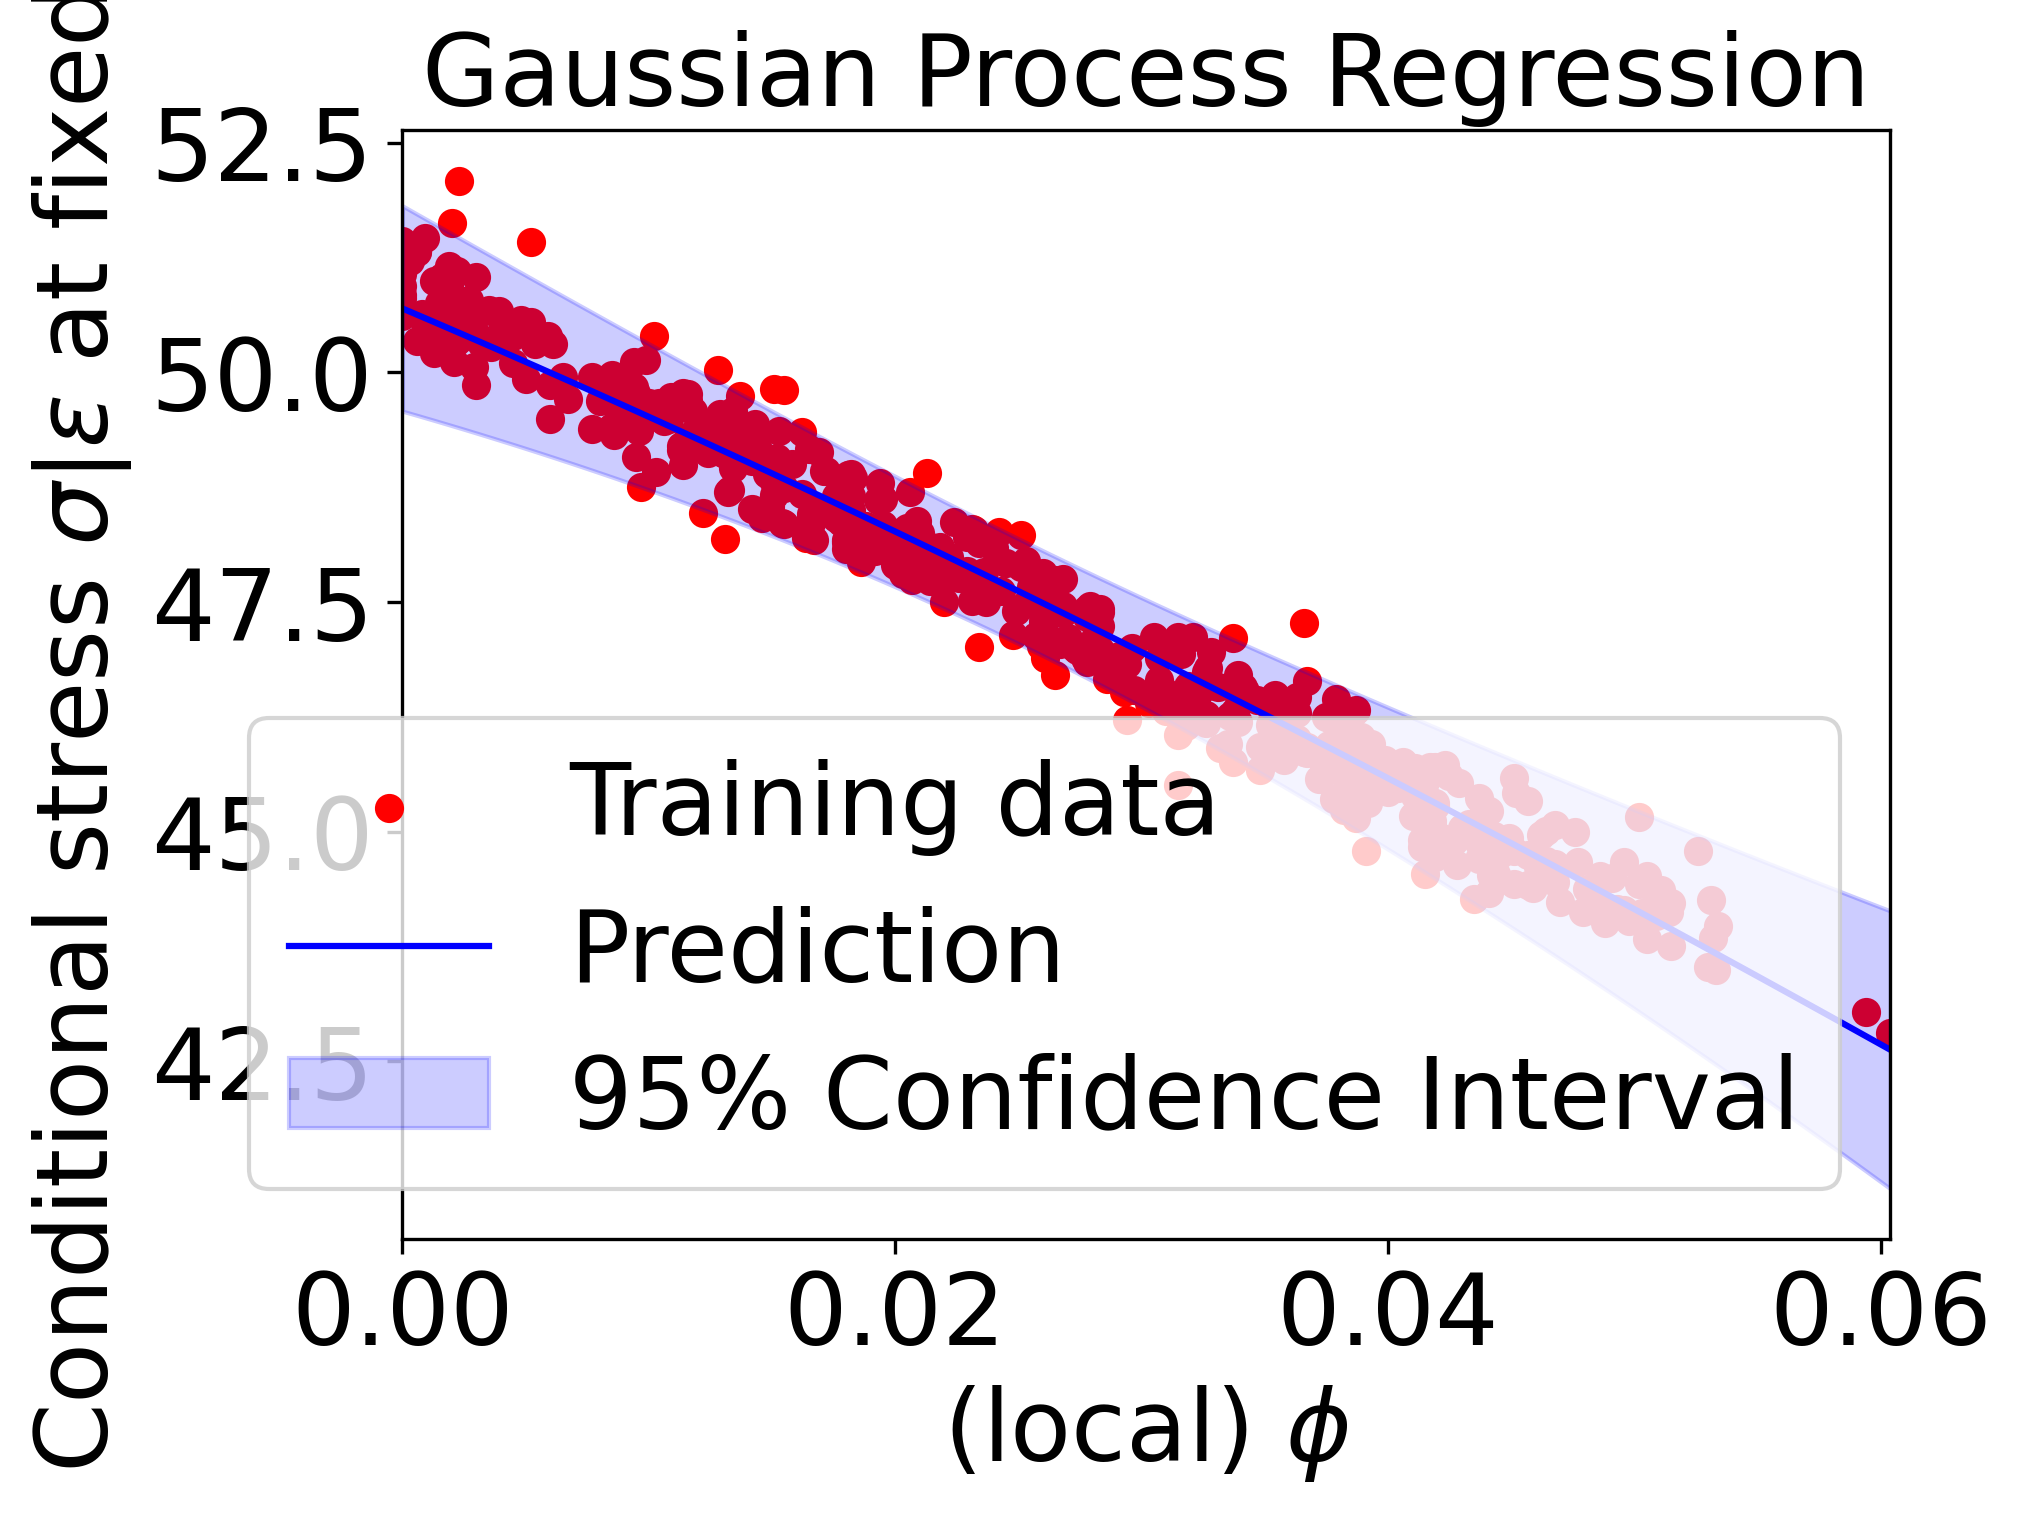 Gaussian Process Regression
Conditional stress σ|ε at fixed
52.5
50.0
47.5
45.0
42.5
Training data
Prediction
95% Confidence Interval
0.00 0.02 0.04 0.06
(local) ϕ